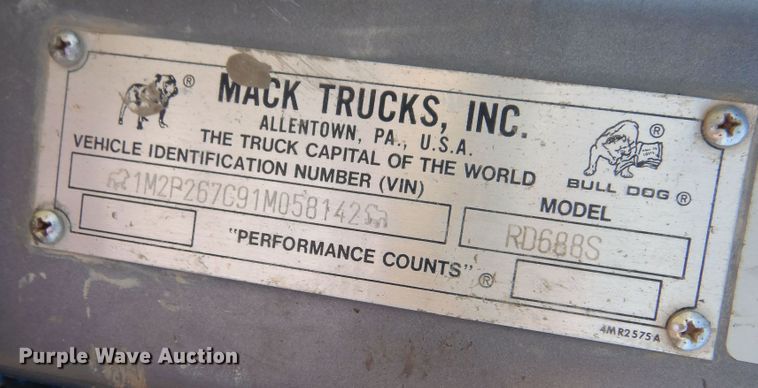 MACK TRUCKS, INC.
ALLENTOWN, PA., U.S.A.
THE TRUCK CAPITAL OF THE WORLD
VEHICLE IDENTIFICATION NUMBER (VIN)
1M2P267C91M058142
BULL DOG ®
MODEL
RD688S
"PERFORMANCE COUNTS" ®
4MR2575A
Purple Wave Auction